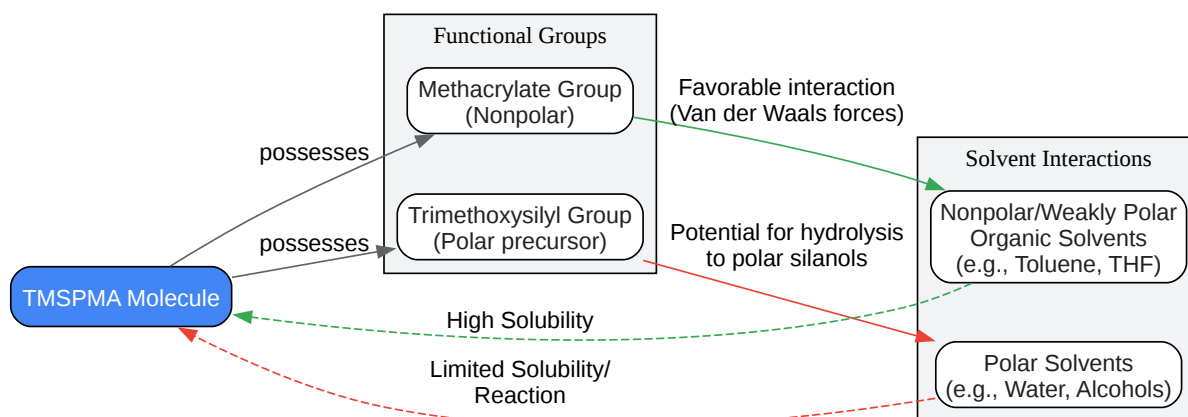 Functional Groups
Methacrylate Group
(Nonpolar)
Favorable interaction
(Van der Waals forces)
possesses
Solvent Interactions
Trimethoxysilyl Group
(Polar precursor)
Nonpolar/Weakly Polar
Organic Solvents
(e.g., Toluene, THF)
possesses
Potential for hydrolysis
to polar silanols
TMSPMA Molecule
High Solubility
Limited Solubility/
Reaction
Polar Solvents
(e.g., Water, Alcohols)